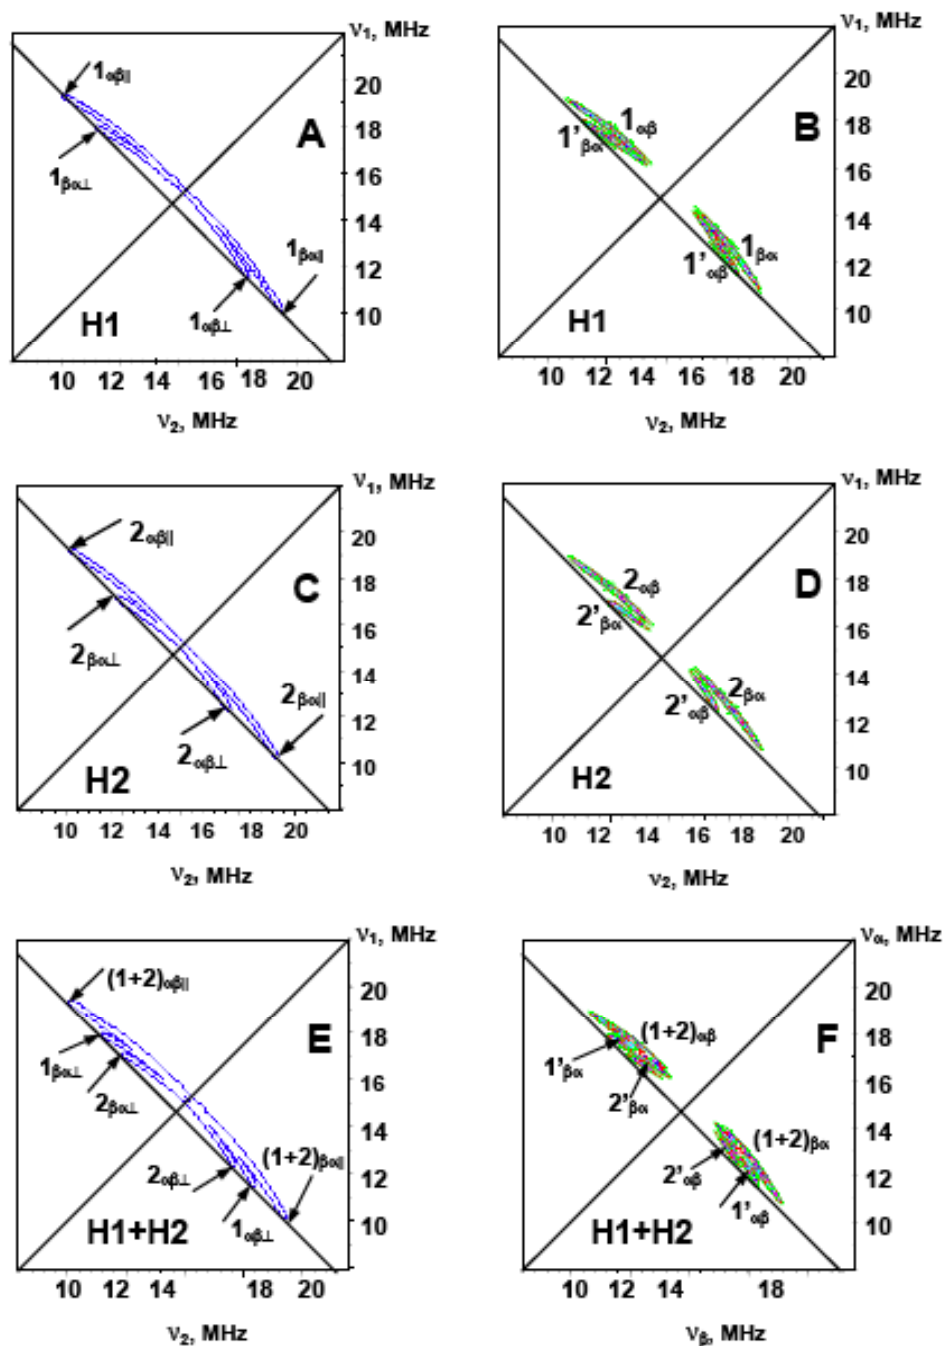 ν1, MHz
1αβ||
A
1βα⊥
1βα||
1αβ⊥
H1
20
18
16
14
12
10
10 12 14 16 18 20
ν2, MHz
ν1, MHz
B
1αβ
1'βα
1βα
1'αβ
H1
20
18
16
14
12
10
10 12 14 16 18 20
ν2, MHz
ν1, MHz
2αβ||
C
2βα⊥
2βα||
2αβ⊥
H2
20
18
16
14
12
10
10 12 14 16 18 20
ν2, MHz
ν1, MHz
D
2αβ
2'βα
2βα
2'αβ
H2
20
18
16
14
12
10
10 12 14 16 18 20
ν2, MHz
ν1, MHz
(1+2)αβ||
E
1βα⊥
2βα⊥
2αβ⊥
(1+2)βα||
1αβ⊥
H1+H2
20
18
16
14
12
10
10 12 14 16 18 20
ν2, MHz
να, MHz
(1+2)αβ
F
1'βα
2'βα
(1+2)βα
2'αβ
1'αβ
H1+H2
20
18
16
14
12
10
10 12 14 16 18
νβ, MHz